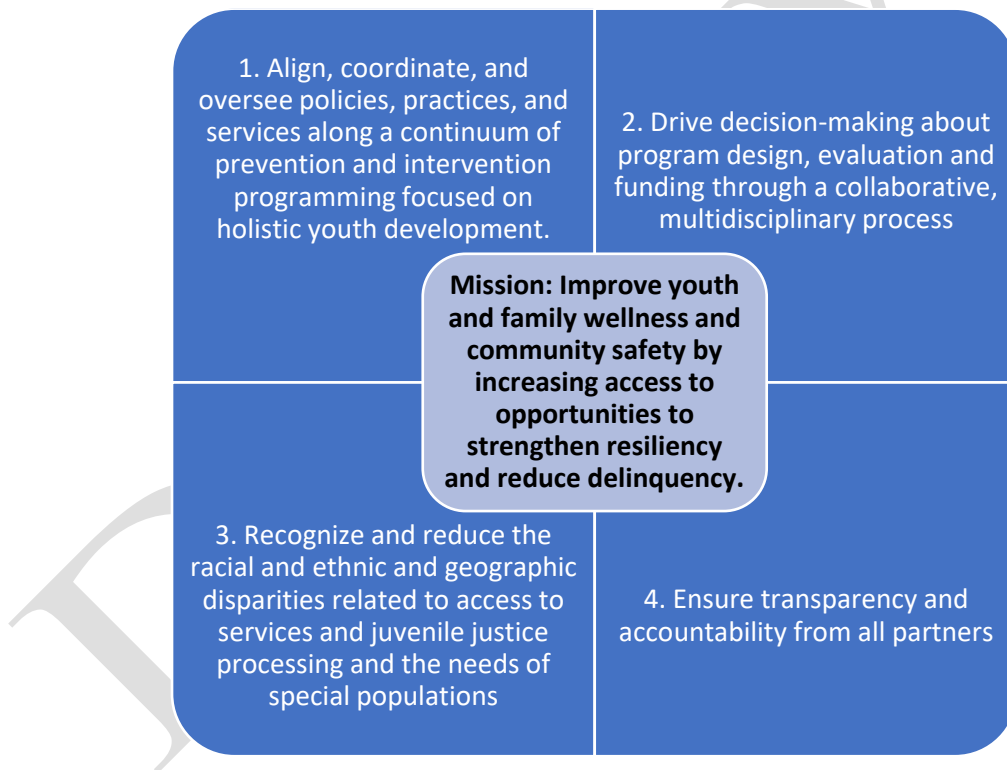 1. Align, coordinate, and
oversee policies, practices, and
services along a continuum of
prevention and intervention
programming focused on
holistic youth development.
2. Drive decision-making about
program design, evaluation and
funding through a collaborative,
multidisciplinary process
Mission: Improve youth
and family wellness and
community safety by
increasing access to
opportunities to
strengthen resiliency
and reduce delinquency.
3. Recognize and reduce the
racial and ethnic and geographic
disparities related to access to
services and juvenile justice
processing and the needs of
special populations
4. Ensure transparency and
accountability from all partners